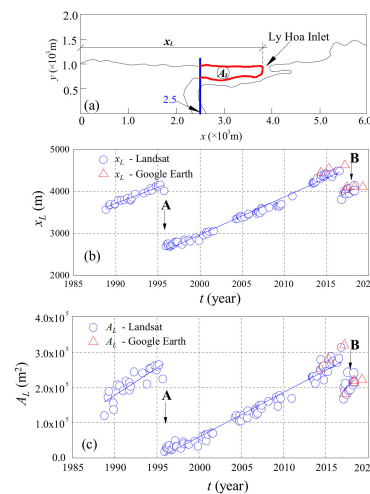 Ly Hoa Inlet
x_L
y (×10³m)
2.0
1.5
1.0
0.5
A_L
(a)
2.5
0.0 1.0 2.0 3.0 4.0 5.0 6.0
x (×10³m)
x_L - Landsat
x_L - Google Earth
B
A
x_L (m)
5000
4000
3000
2000
(b)
1985 1990 1995 2000 2005 2010 2015 202
t (year)
A_L - Landsat
A_L - Google Earth
B
A
A_L (m²)
4.0x10⁵
3.0x10⁵
2.0x10⁵
1.0x10⁵
0.0
(c)
1985 1990 1995 2000 2005 2010 2015 202
t (year)